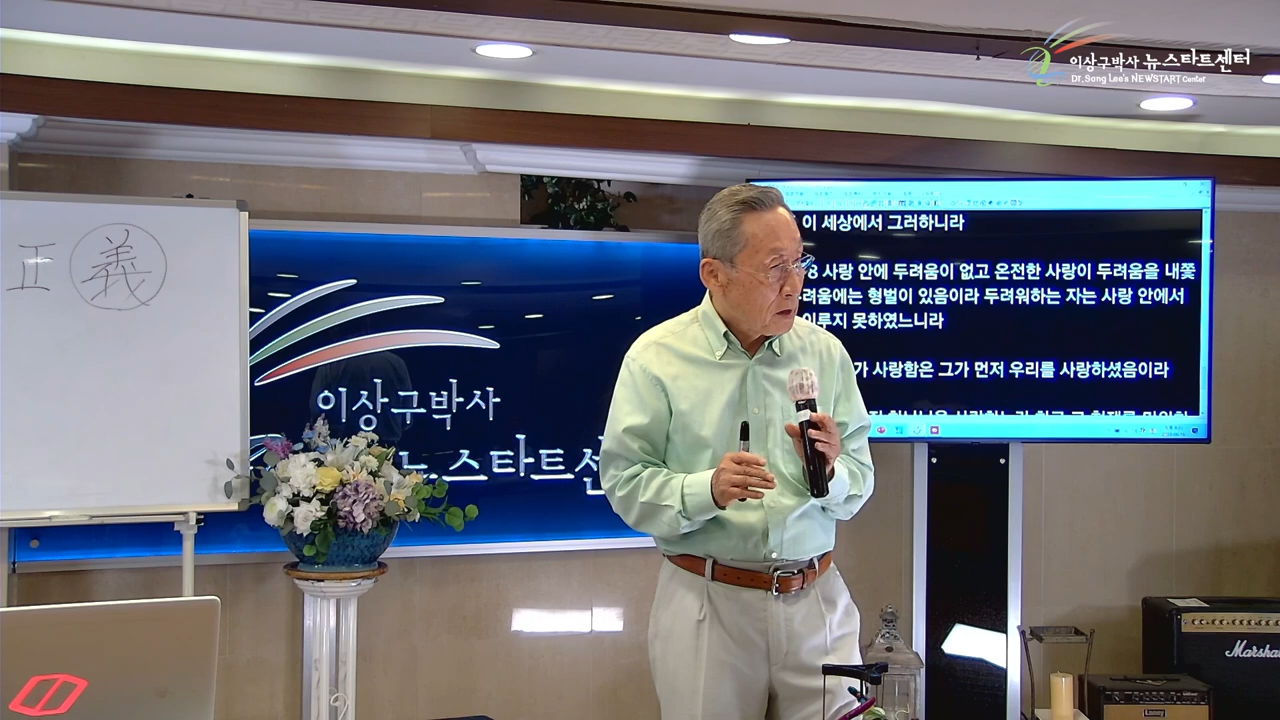 이상구박사 뉴스타트센터
Dr. Sang Lee's NEWSTART Center
正 義
이상구박사
뉴스타트센
이 세상에서 그러하니라
8 사랑 안에 두려움이 없고 온전한 사랑이 두려움을 내쫓
려움에는 형벌이 있음이라 두려워하는 자는 사랑 안에서
이루지 못하였느니라
가 사랑함은 그가 먼저 우리를 사랑하셨음이라
Marsha
Laney